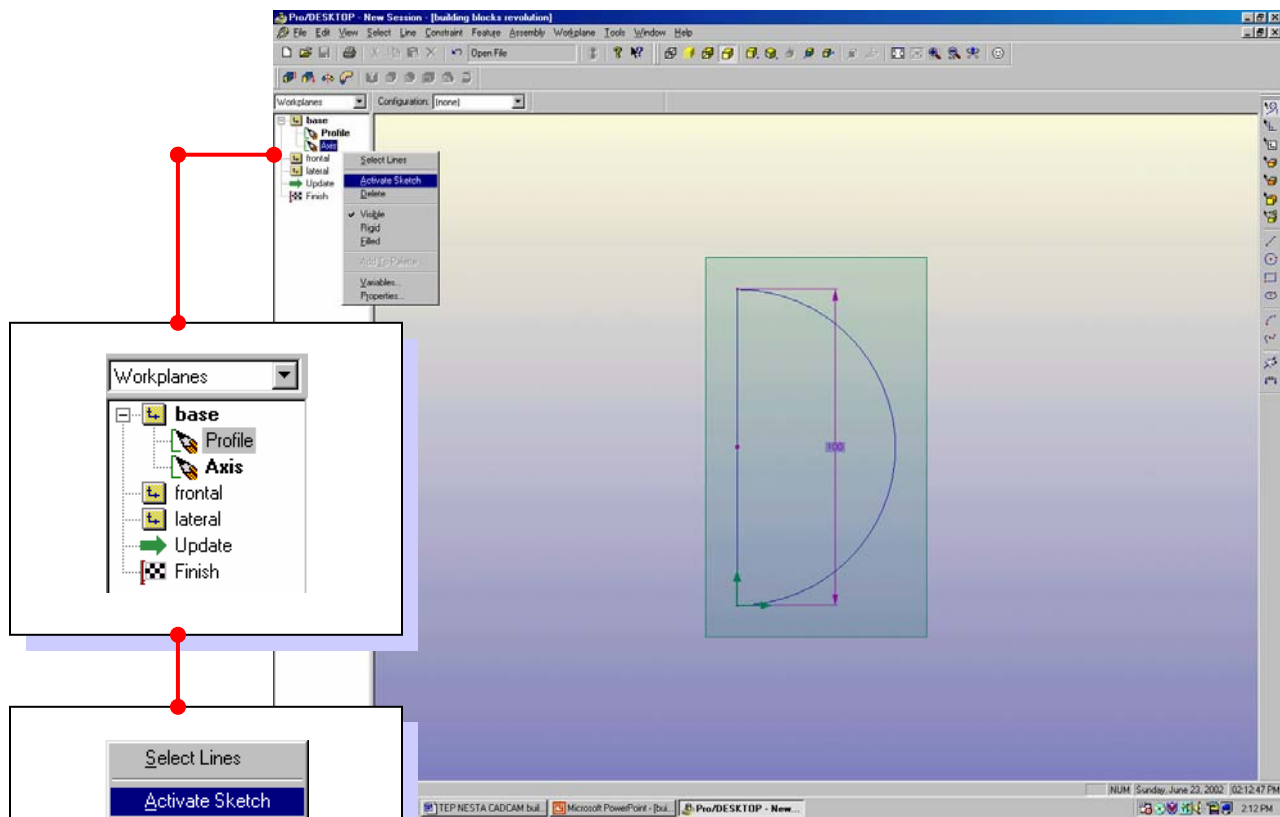 Pro/DESKTOP - New Session - [building blocks revolution]
File Edit View Select Line Constraint Feature Assembly Workplane Tools Window Help
Open File
Workplanes Configuration: (none)
base
Profile
Axis
frontal
lateral
Update
Finish
Select Lines
Activate Sketch
Delete
Visible
Rigid
Filled
Add To Palette...
Variables...
Properties...
100
Workplanes
base
Profile
Axis
frontal
lateral
Update
Finish
Select Lines
Activate Sketch
NUM Sunday, June 23, 2002 02:12:47 PM
TEP NESTA CADCAM buil... Microsoft PowerPoint - [bui... Pro/DESKTOP - New... 2:12 PM